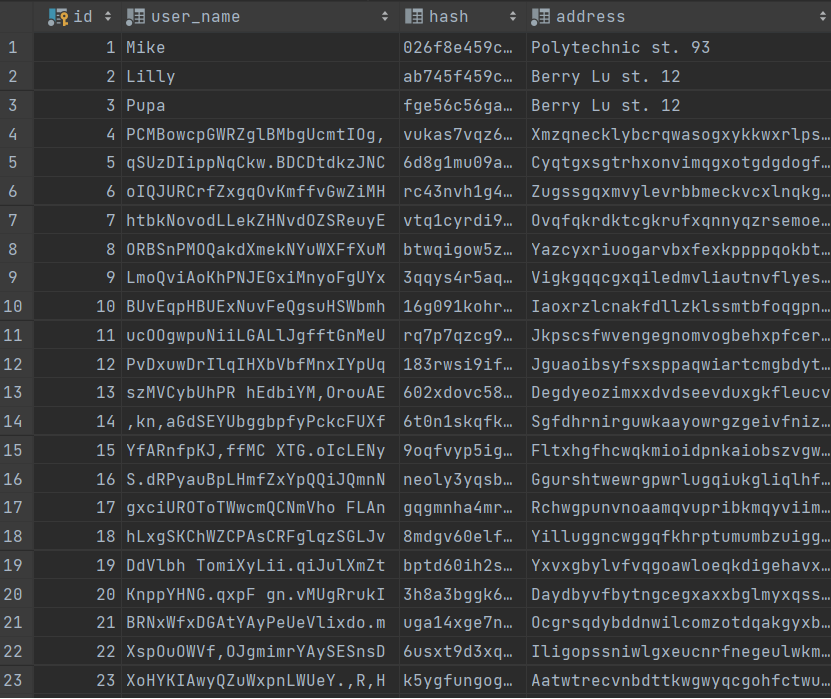 id user_name hash address
1 1 Mike 026f8e459c… Polytechnic st. 93
2 2 Lilly ab745f459c… Berry Lu st. 12
3 3 Pupa fge56c56ga… Berry Lu st. 12
4 4 PCMBowcpGWRZglBMbgUcmtIOg, vukas7vqz6… Xmzqnecklybcrqwasogxykkwxrlps…
5 5 qSUzDIippNqCkw.BDCDtdkzJNC 6d8g1mu09a… Cyqtgxsgtrhxonvimqgxotgdgdogf…
6 6 oIQJURCrfZxgqOvKmffvGwZiMH rc43nvh1g4… Zugssgqxmvylevrbbmeckvcxlnqkg…
7 7 htbkNovodLLekZHNvdOZSReuyE vtq1cyrdi9… Ovqfqkrdktcgkrufxqnnyqzrsemoe…
8 8 ORBSnPMOQakdXmekNYuWXFfXuM btwqigow5z… Yazcyxriuogarvbxfexkppppqokbt…
9 9 LmoQviAoKhPNJEGxiMnyoFgUYx 3qqys4r5aq… Vigkgqqcgxqiledmvliautnvflyes…
10 10 BUvEqpHBUExNuvFeQgsuHSWbmh 16g091kohr… Iaoxrzlcnakfdllzklssmtbfoqgpn…
11 11 ucOOgwpuNiiLGALlJgfftGnMeU rq7p7qzcg9… Jkpscsfwvengegnomvogbehxpfcer…
12 12 PvDxuwDrIlqIHXbVbfMnxIYpUq 183rwsi9if… Jguaoibsyfsxsppaqwiartcmgbdyt…
13 13 szMVCybUhPR hEdbiYM,OrouAE 602xdovc58… Degdyeozimxxdvdseevduxgkfleucv…
14 14 ,kn,aGdSEYUbggbpfyPckcFUXf 6t0n1skqfk… Sgfdhrnirguwkaayowrgzgeivfniz…
15 15 YfARnfpKJ,ffMC XTG.oIcLENy 9oqfvyp5ig… Fltxhgfhcwqkmioidpnkaiobszvgw…
16 16 S.dRPyauBpLHmfZxYpQQiJQmnN neoly3yqsb… Ggurshtwewrgpwrlugqiukgliqlhf…
17 17 gxciUROToTWwcmQCNmVho FLAn gqgmnha4mr… Rchwgpunvnoaamqvupribkmqyviim…
18 18 hLxgSKChWZCPAsCRFglqzSGLJv 8mdgv60elf… Yilluggncwggqfkhrptumumbzuigg…
19 19 DdVlbh TomiXyLii.qiJulXmZt bptd60ih2s… Yxvxgbylvfvqgoawloeqkdigehavx…
20 20 KnppYHNG.qxpF gn.vMUgRrukI 3h8a3bggk6… Daydbyvfbytngcegxaxxbglmyxqss…
21 21 BRNxWfxDGAtYAyPeUeVlixdo.m uga14xge7n… Ocgrsqdybddnwilcomzotdqakgyxb…
22 22 XspOuOWVf,OJgmimrYAySESnsD 6usxt9d3xq… Iligopssniwlgxeucnrfnegeulwkm…
23 23 XoHYKIAwyQZuWxpnLWUeY.,R,H k5ygfungog… Aatwtrecvnbdttkwgwyqcgohfctwu…